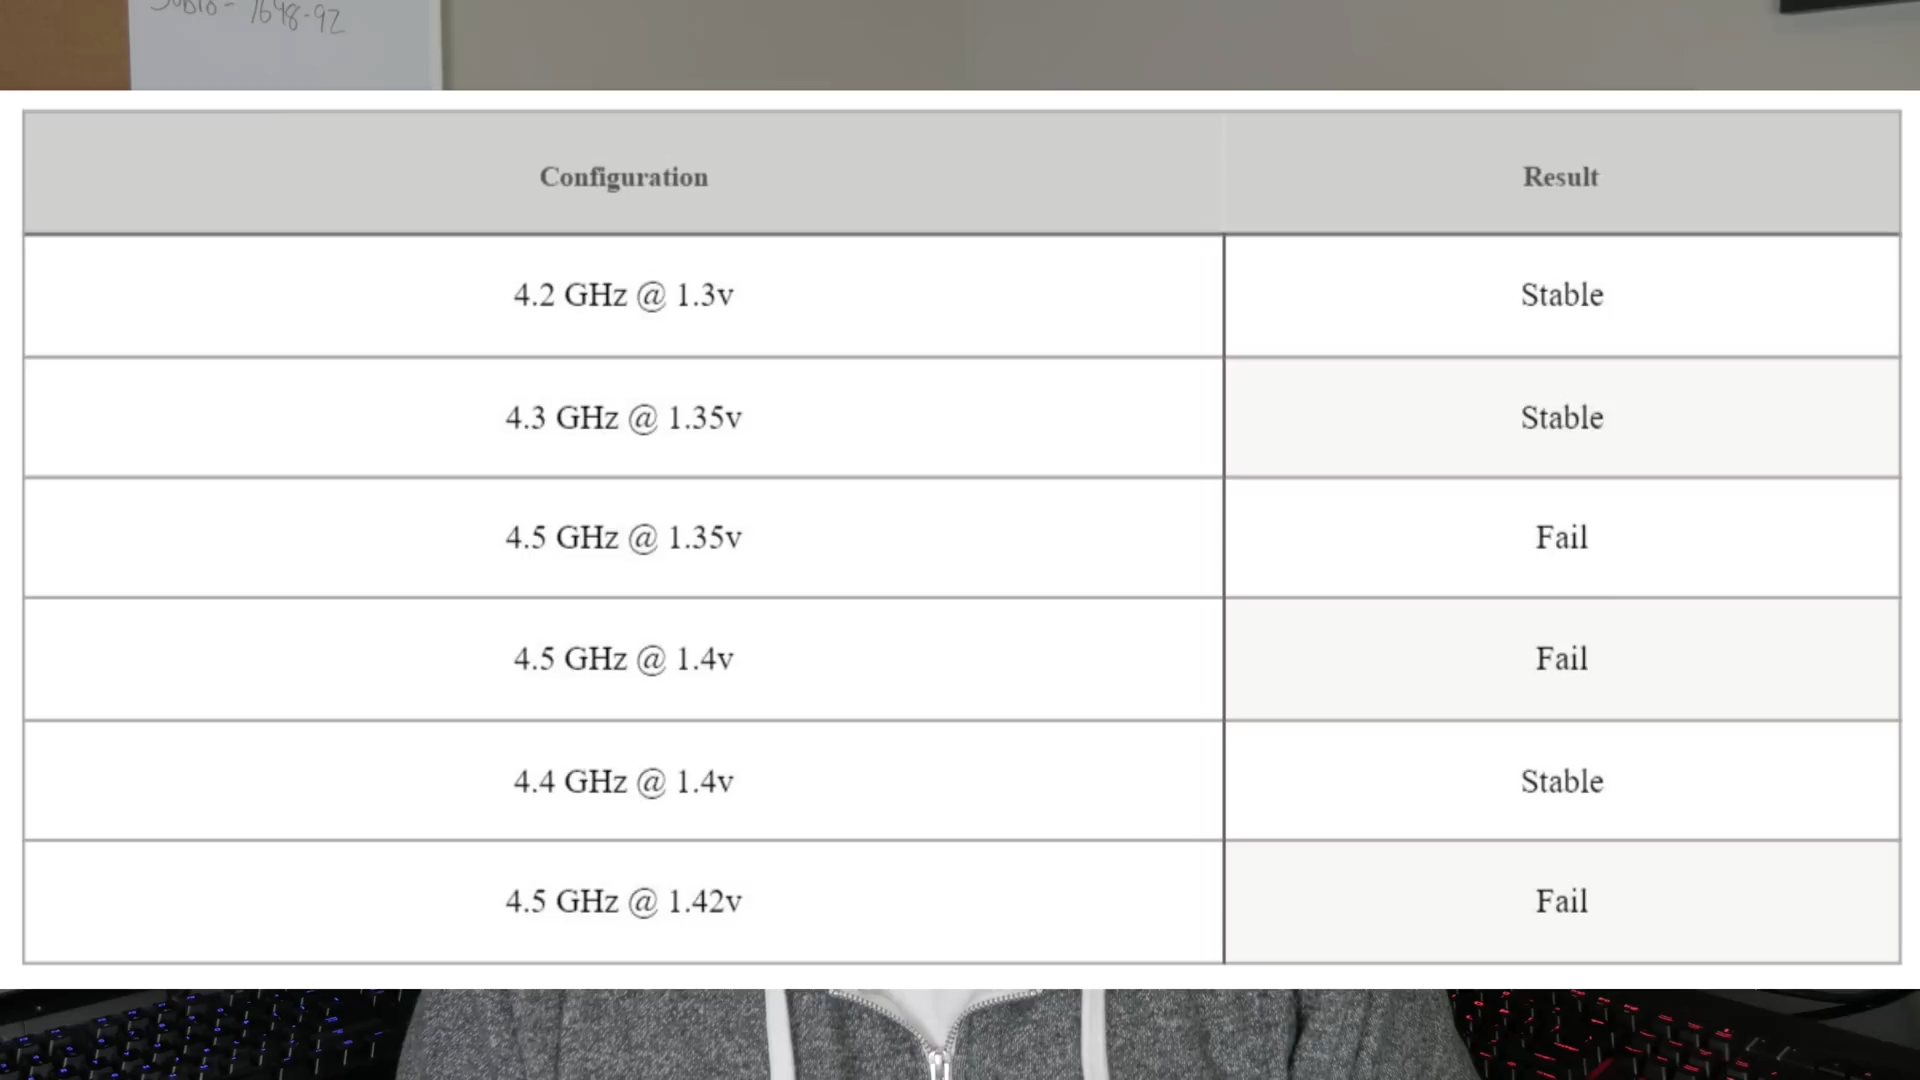 7698-92
Configuration Result
4.2 GHz @ 1.3v Stable
4.3 GHz @ 1.35v Stable
4.5 GHz @ 1.35v Fail
4.5 GHz @ 1.4v Fail
4.4 GHz @ 1.4v Stable
4.5 GHz @ 1.42v Fail